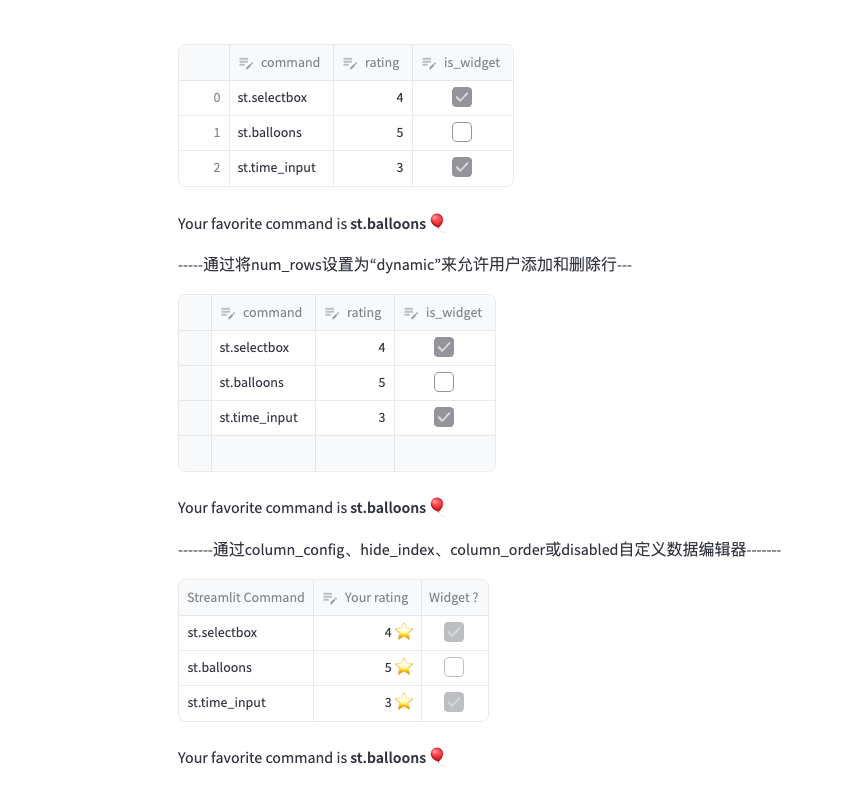 command rating is_widget
0 st.selectbox 4
1 st.balloons 5
2 st.time_input 3
Your favorite command is st.balloons 🎈
-----通过将num_rows设置为“dynamic”来允许用户添加和删除行---
command rating is_widget
st.selectbox 4
st.balloons 5
st.time_input 3
Your favorite command is st.balloons 🎈
-------通过column_config、hide_index、column_order或disabled自定义数据编辑器-------
Streamlit Command Your rating Widget ?
st.selectbox 4 ⭐
st.balloons 5 ⭐
st.time_input 3 ⭐
Your favorite command is st.balloons 🎈